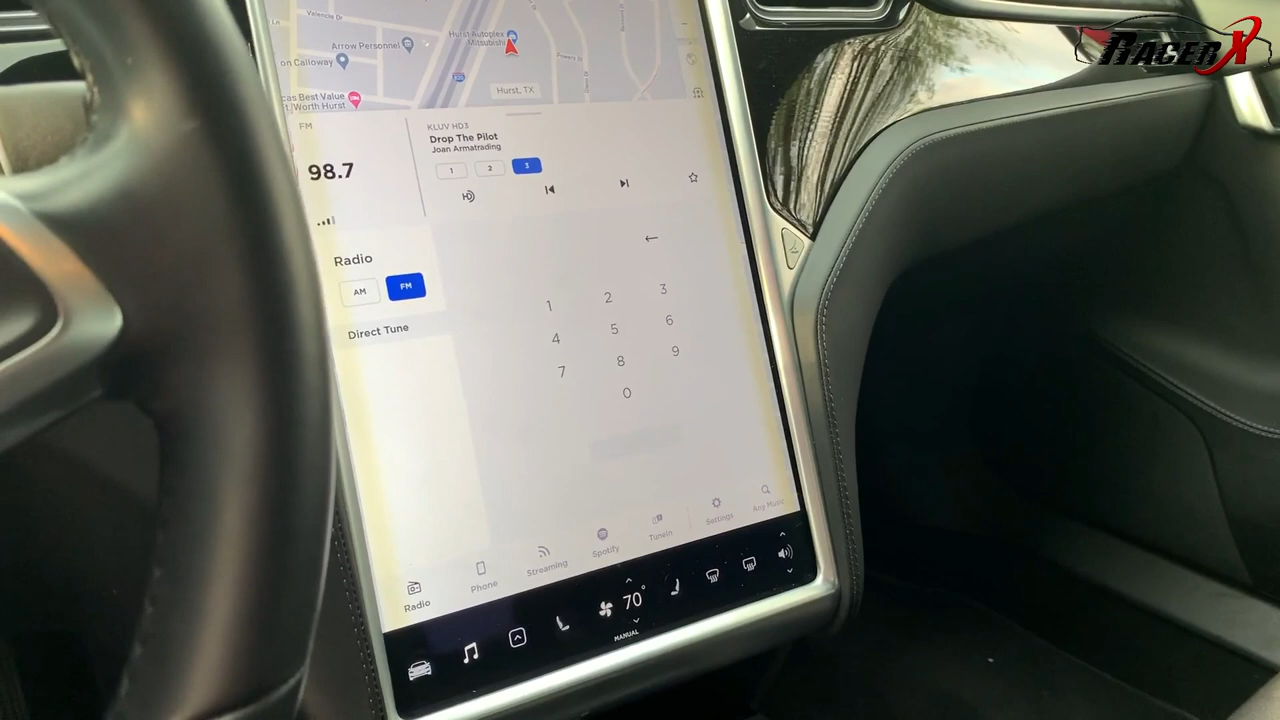 Valencia Dr
Ln
Arrow Personnel
Hurst Autoplex
Mitsubishi
on Calloway
cas Best Value
t Worth Hurst
Hurst, TX
FM
98.7
KLUV HD3
Drop The Pilot
Joan Armatrading
1 2 3
HD
Radio
AM FM
Direct Tune
←
1 2 3
4 5 6
7 8 9
0
Radio Phone Streaming Spotify TuneIn Settings Any Music
70°
MANUAL
RACERX